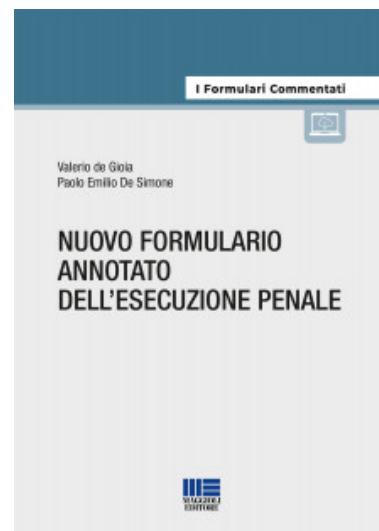 I Formulari Commentati
Valerio de Gioia
Paolo Emilio De Simone
NUOVO FORMULARIO
ANNOTATO
DELL'ESECUZIONE PENALE
MAGGIOLI
EDITORE